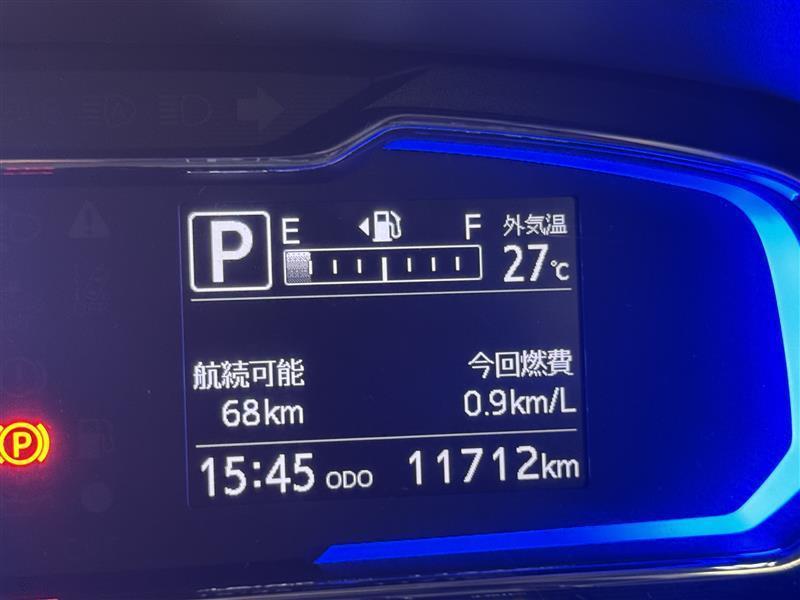 P E F 外気温
27℃
航続可能 今回燃費
68km 0.9km/L
(P)
15:45 ODO 11712km